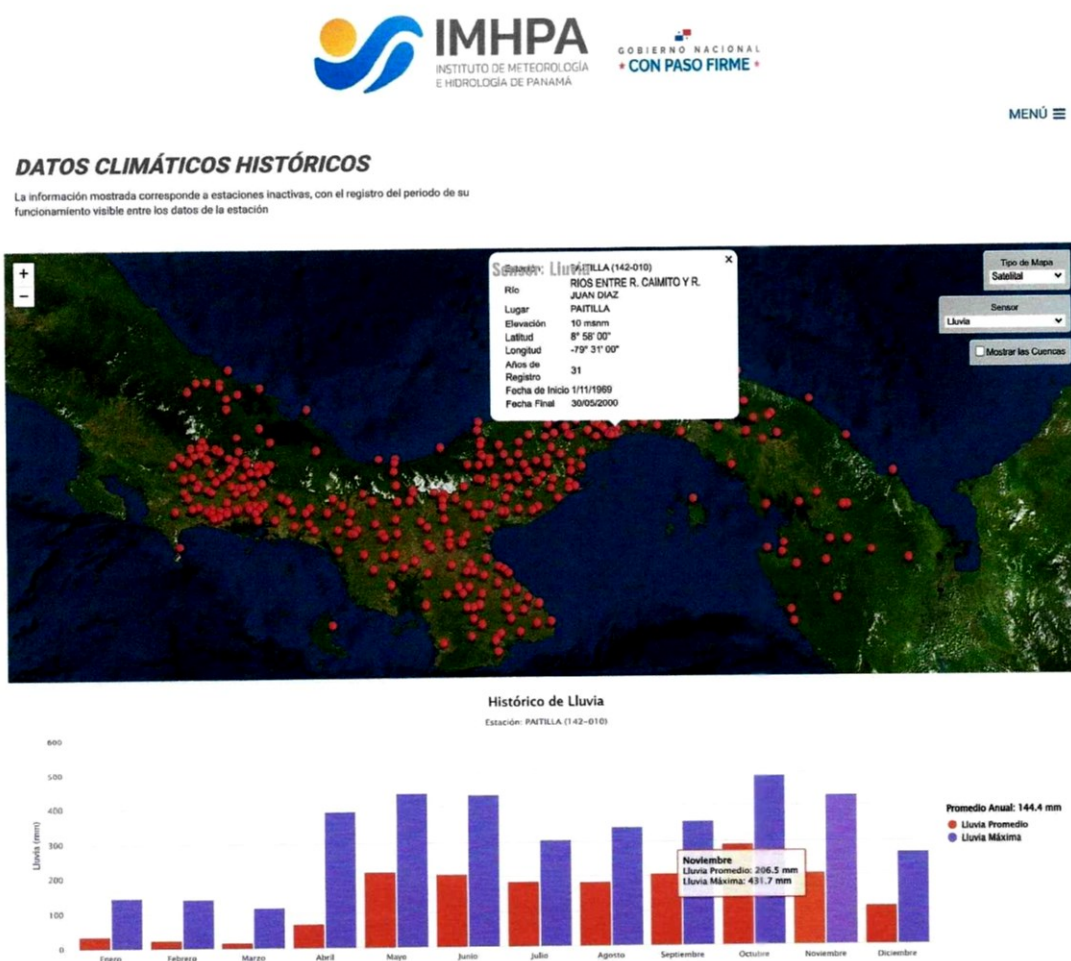 IMHPA
INSTITUTO DE METEOROLOGÍA
E HIDROLOGÍA DE PANAMÁ
GOBIERNO NACIONAL
* CON PASO FIRME *
MENÚ
DATOS CLIMÁTICOS HISTÓRICOS
La información mostrada corresponde a estaciones inactivas, con el registro del periodo de su
funcionamiento visible entre los datos de la estación
+
−
Sensor: Lluvia
Estación: PAITILLA (142-010)
Río RIOS ENTRE R. CAIMITO Y R.
JUAN DIAZ
Lugar PAITILLA
Elevación 10 msnm
Latitud 8° 58' 00"
Longitud -79° 31' 00"
Años de
Registro 31
Fecha de Inicio 1/11/1969
Fecha Final 30/05/2000
x
Tipo de Mapa
Satelital
Sensor
Lluvia
Mostrar las Cuencas
Histórico de Lluvia
Estación: PAITILLA (142-010)
Lluvia (mm)
600
500
400
300
200
100
0
Enero Febrero Marzo Abril Mayo Junio Julio Agosto Septiembre Octubre Noviembre Diciembre
Noviembre
Lluvia Promedio: 206.5 mm
Lluvia Máxima: 431.7 mm
Promedio Anual: 144.4 mm
Lluvia Promedio
Lluvia Máxima